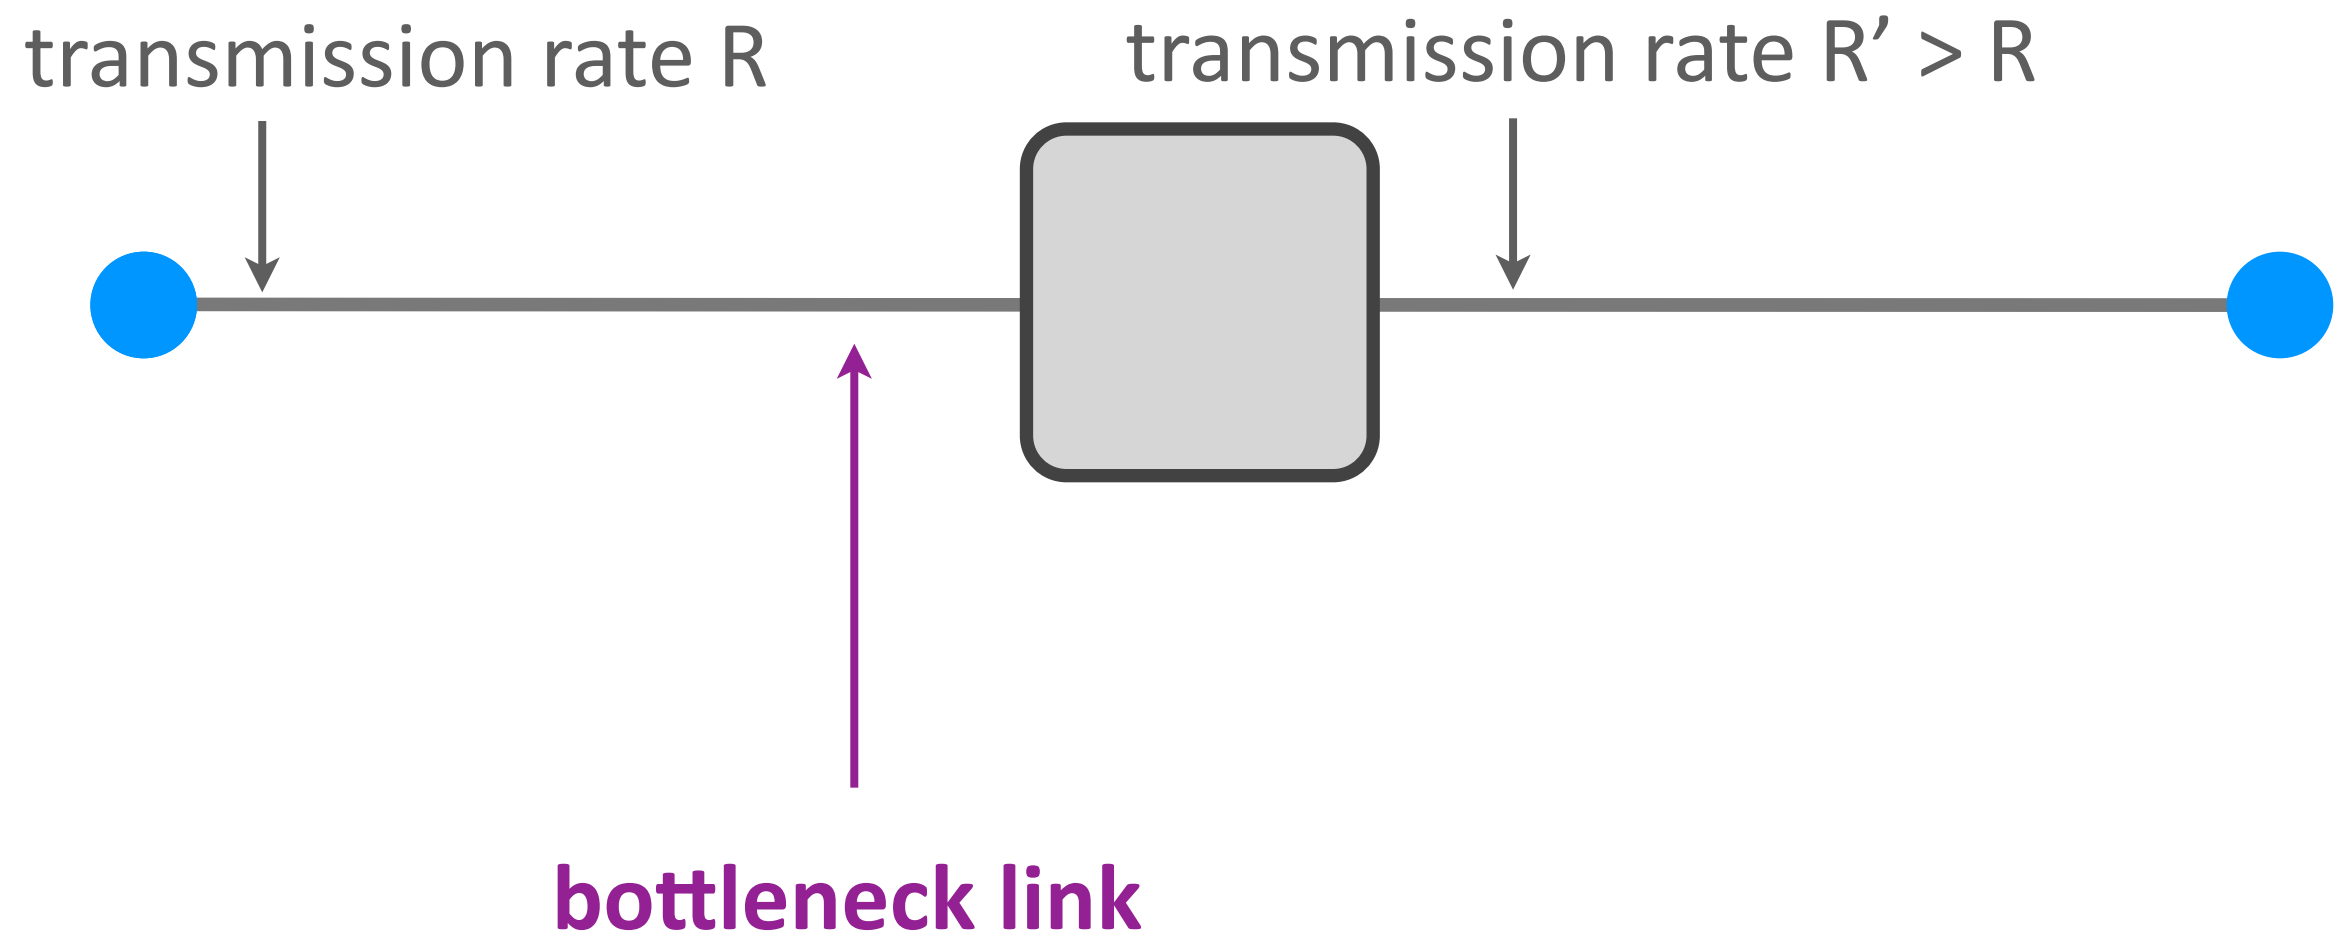 transmission rate R
transmission rate R’ > R
bottleneck link